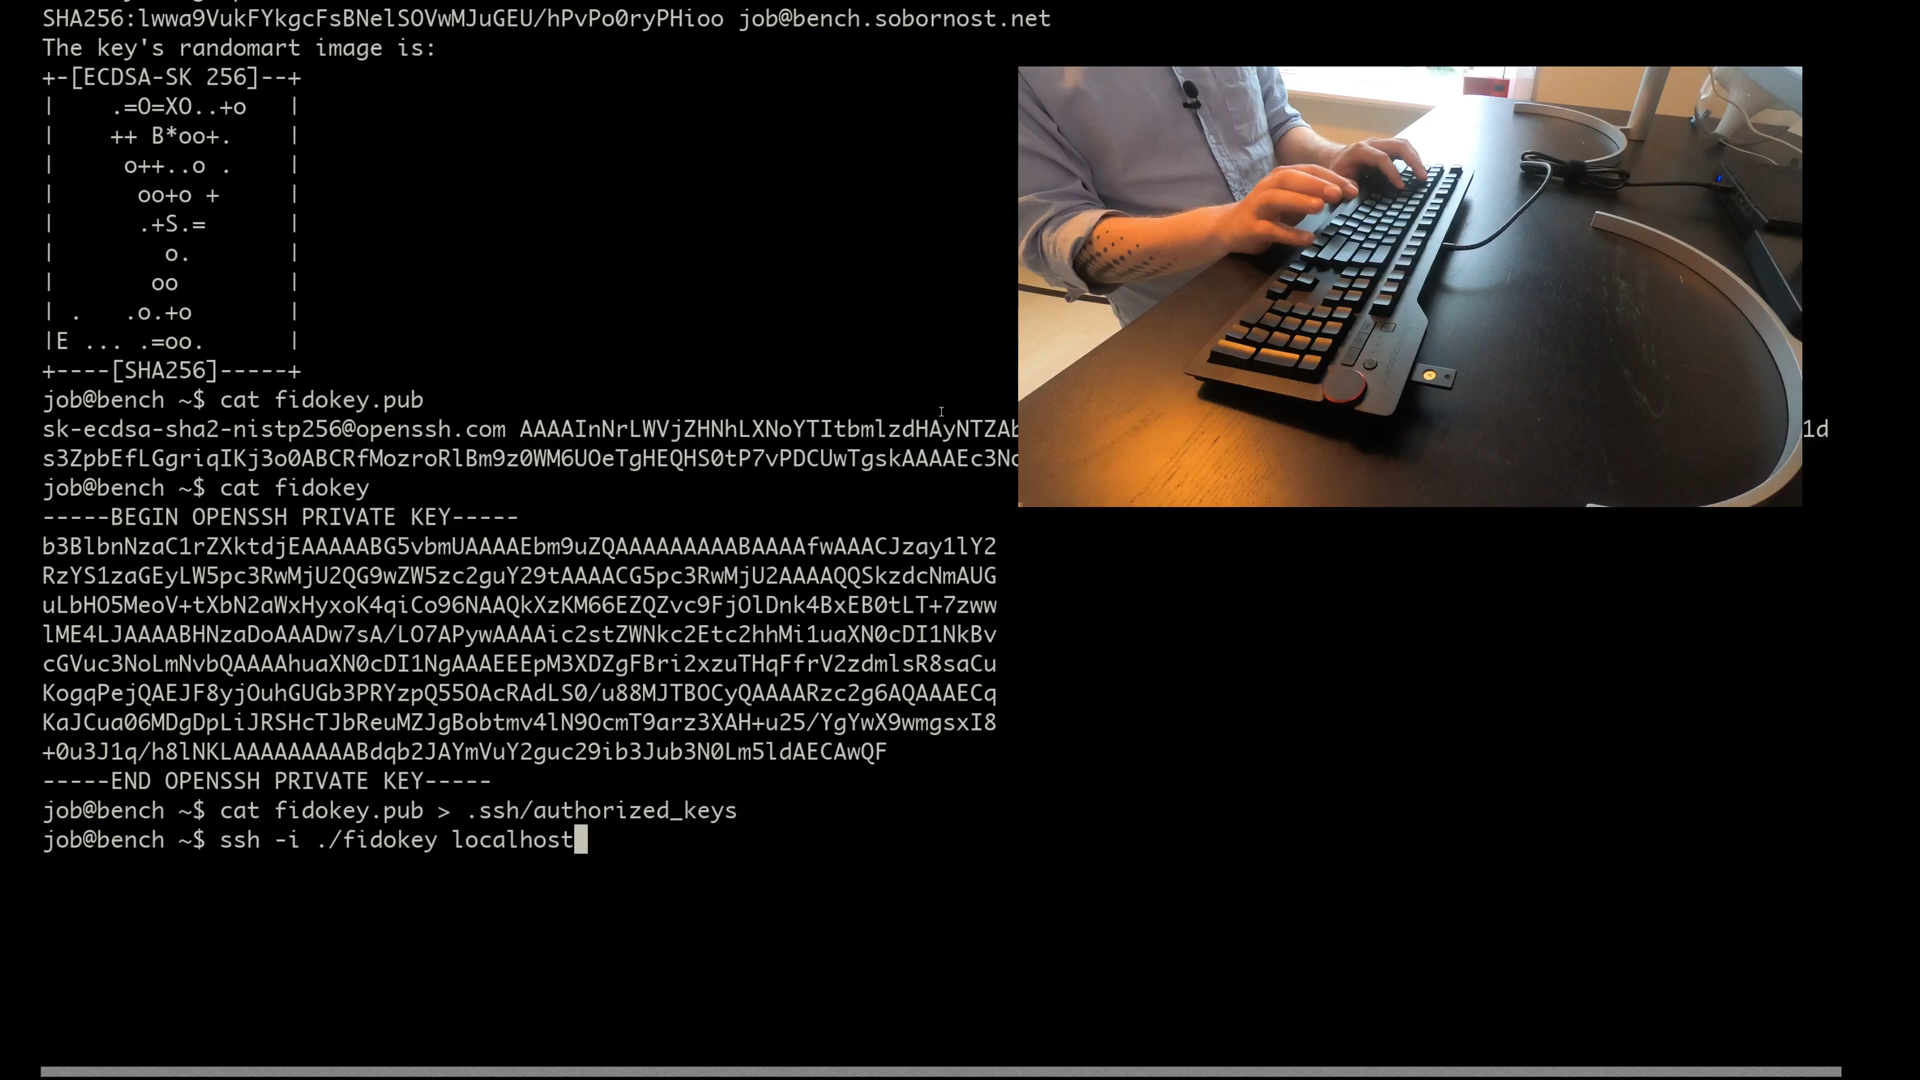 SHA256:lwwa9VukFYkgcFsBNelSOVwMJuGEU/hPvPo0ryPHioo job@bench.sobornost.net
The key's randomart image is:
+-[ECDSA-SK 256]--+
|     .=O=XO..+o   |
|     ++ B*oo+.    |
|      o++..o .    |
|       oo+o +     |
|       .+S.=      |
|         o.       |
|        oo        |
| .   .o.+o        |
|E ... .=oo.       |
+----[SHA256]-----+
job@bench ~$ cat fidokey.pub
sk-ecdsa-sha2-nistp256@openssh.com AAAAInNrLWVjZHNhLXNoYTItbmlzdHAyNTZAb 1d
s3ZpbEfLGgriqIKj3o0ABCRfMozroRlBm9z0WM6UOeTgHEQHS0tP7vPDCUwTgskAAAAEc3Nc
job@bench ~$ cat fidokey
-----BEGIN OPENSSH PRIVATE KEY-----
b3BlbnNzaC1rZXktdjEAAAAABG5vbmUAAAAEbm9uZQAAAAAAAAABAAAAfwAAACJzay1lY2
RzYS1zaGEyLW5pc3RwMjU2QG9wZW5zc2guY29tAAAACG5pc3RwMjU2AAAAQQSkzdcNmAUG
uLbHO5MeoV+tXbN2aWxHyxoK4qiCo96NAAQkXzKM66EZQZvc9FjOlDnk4BxEB0tLT+7zww
lME4LJAAAABHNzaDoAAADw7sA/LO7APywAAAAic2stZWNkc2Etc2hhMi1uaXN0cDI1NkBv
cGVuc3NoLmNvbQAAAAhuaXN0cDI1NgAAAEEEpM3XDZgFBri2xzuTHqFfrV2zdmlsR8saCu
KogqPejQAEJF8yjOuhGUGb3PRYzpQ55OAcRAdLS0/u88MJTBOCyQAAAARzc2g6AQAAAECq
KaJCua06MDgDpLiJRSHcTJbReuMZJgBobtmv4lN9OcmT9arz3XAH+u25/YgYwX9wmgsxI8
+0u3J1q/h8lNKLAAAAAAAAABdqb2JAYmVuY2guc29ib3Jub3N0Lm5ldAECAwQF
-----END OPENSSH PRIVATE KEY-----
job@bench ~$ cat fidokey.pub > .ssh/authorized_keys
job@bench ~$ ssh -i ./fidokey localhost